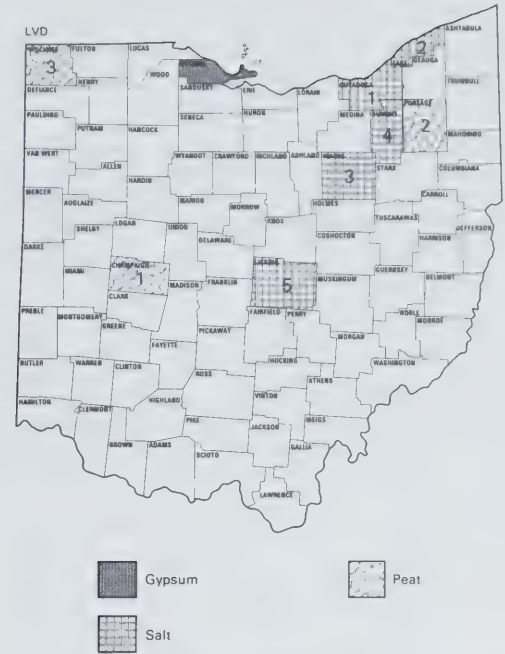 LVD
ASHTABULA
WILLIAMS FULTON LUCAS
2
3
GEAUGA
WOOD
HENRY
SANDUSKY ERIE LORAIN
CUYAHOGA
TRUMBULL
1
DEFIANCE
PORTAGE
SUMMIT
PAULDING
SENECA
HURON
MEDINA
2
4
PUTNAM
HANCOCK
MAHONING
VAN WERT
WYANDOT CRAWFORD RICHLAND ASHLAND WAYNE
STARK
COLUMBIANA
ALLEN
3
HARDIN
CARROLL
MERCER
MARION
HOLMES
AUGLAIZE
MORROW
TUSCARAWAS
JEFFERSON
LOGAN
UNION
KNOX
SHELBY
DELAWARE
COSHOCTON
HARRISON
DARKE
CHAMPAIGN
LICKING
GUERNSEY
MIAMI
1
5
MUSKINGUM
BELMONT
MADISON FRANKLIN
CLARK
PREBLE
FAIRFIELD PERRY
NOBLE
MONTGOMERY
MONROE
GREENE
PICKAWAY
MORGAN
FAYETTE
BUTLER
WARREN CLINTON
HOCKING
WASHINGTON
ROSS
ATHENS
HAMILTON
HIGHLAND
VINTON
CLERMONT
PIKE
MEIGS
JACKSON
BROWN
ADAMS
GALLIA
SCIOTO
LAWRENCE
Gypsum
Peat
Salt